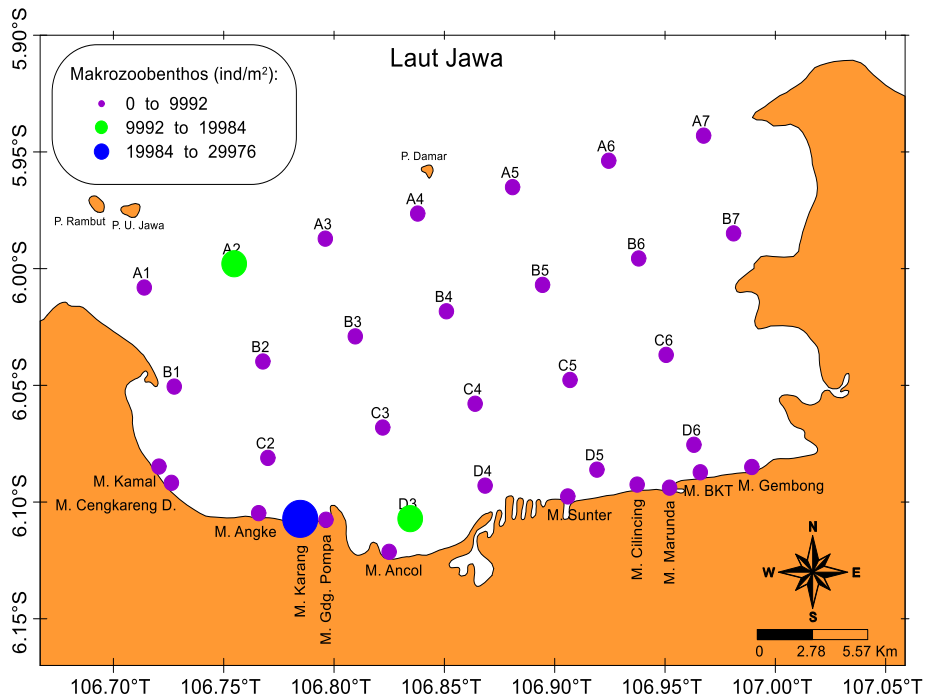 Laut Jawa
Makrozoobenthos (ind/m²):
0 to 9992
9992 to 19984
19984 to 29976
5.90°S
5.95°S
6.00°S
6.05°S
6.10°S
6.15°S
A7
A6
P. Damar
A5
A4
P. Rambut
P. U. Jawa
A3
A2
A1
B7
B6
B5
B4
B3
B2
B1
C6
C5
C4
C3
C2
D6
D5
D4
D3
M. Kamal
M. Cengkareng D.
M. Angke
M. Karang
M. Gdg. Pompa
M. Ancol
M. Sunter
M. Cilincing
M. Marunda
M. BKT
M. Gembong
N
W E
S
0 2.78 5.57 Km
106.70°T 106.75°T 106.80°T 106.85°T 106.90°T 106.95°T 107.00°T 107.05°T